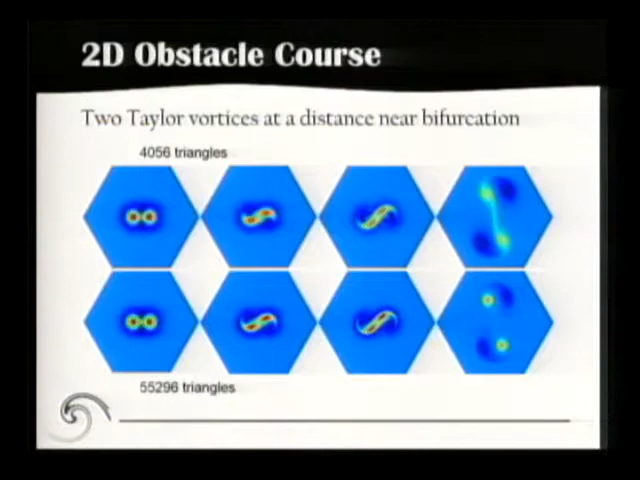 2D Obstacle Course
Two Taylor vortices at a distance near bifurcation
4056 triangles
55296 triangles